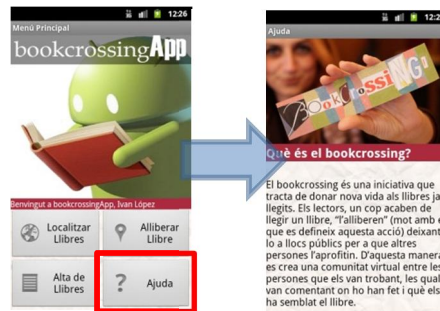 12:26
Menú Principal
bookcrossingApp
Benvingut a bookcrossingApp, Ivan López
Localitzar
Llibres
Alliberar
Llibre
Alta de
Llibres
?
Ajuda
12:2
Ajuda
BookCrossiNG
Què és el bookcrossing?
El bookcrossing és una iniciativa que
tracta de donar nova vida als llibres ja
llegits. Els lectors, un cop acaben de
llegir un llibre, "l'alliberen" (mot amb e
que es defineix aquesta acció) deixant
lo a llocs públics per a que altres
persones l'aprofitin. D'aquesta manera
es crea una comunitat virtual entre les
persones que els van trobant, les qual
van comentant on ho han fet i què els
ha semblat el llibre.